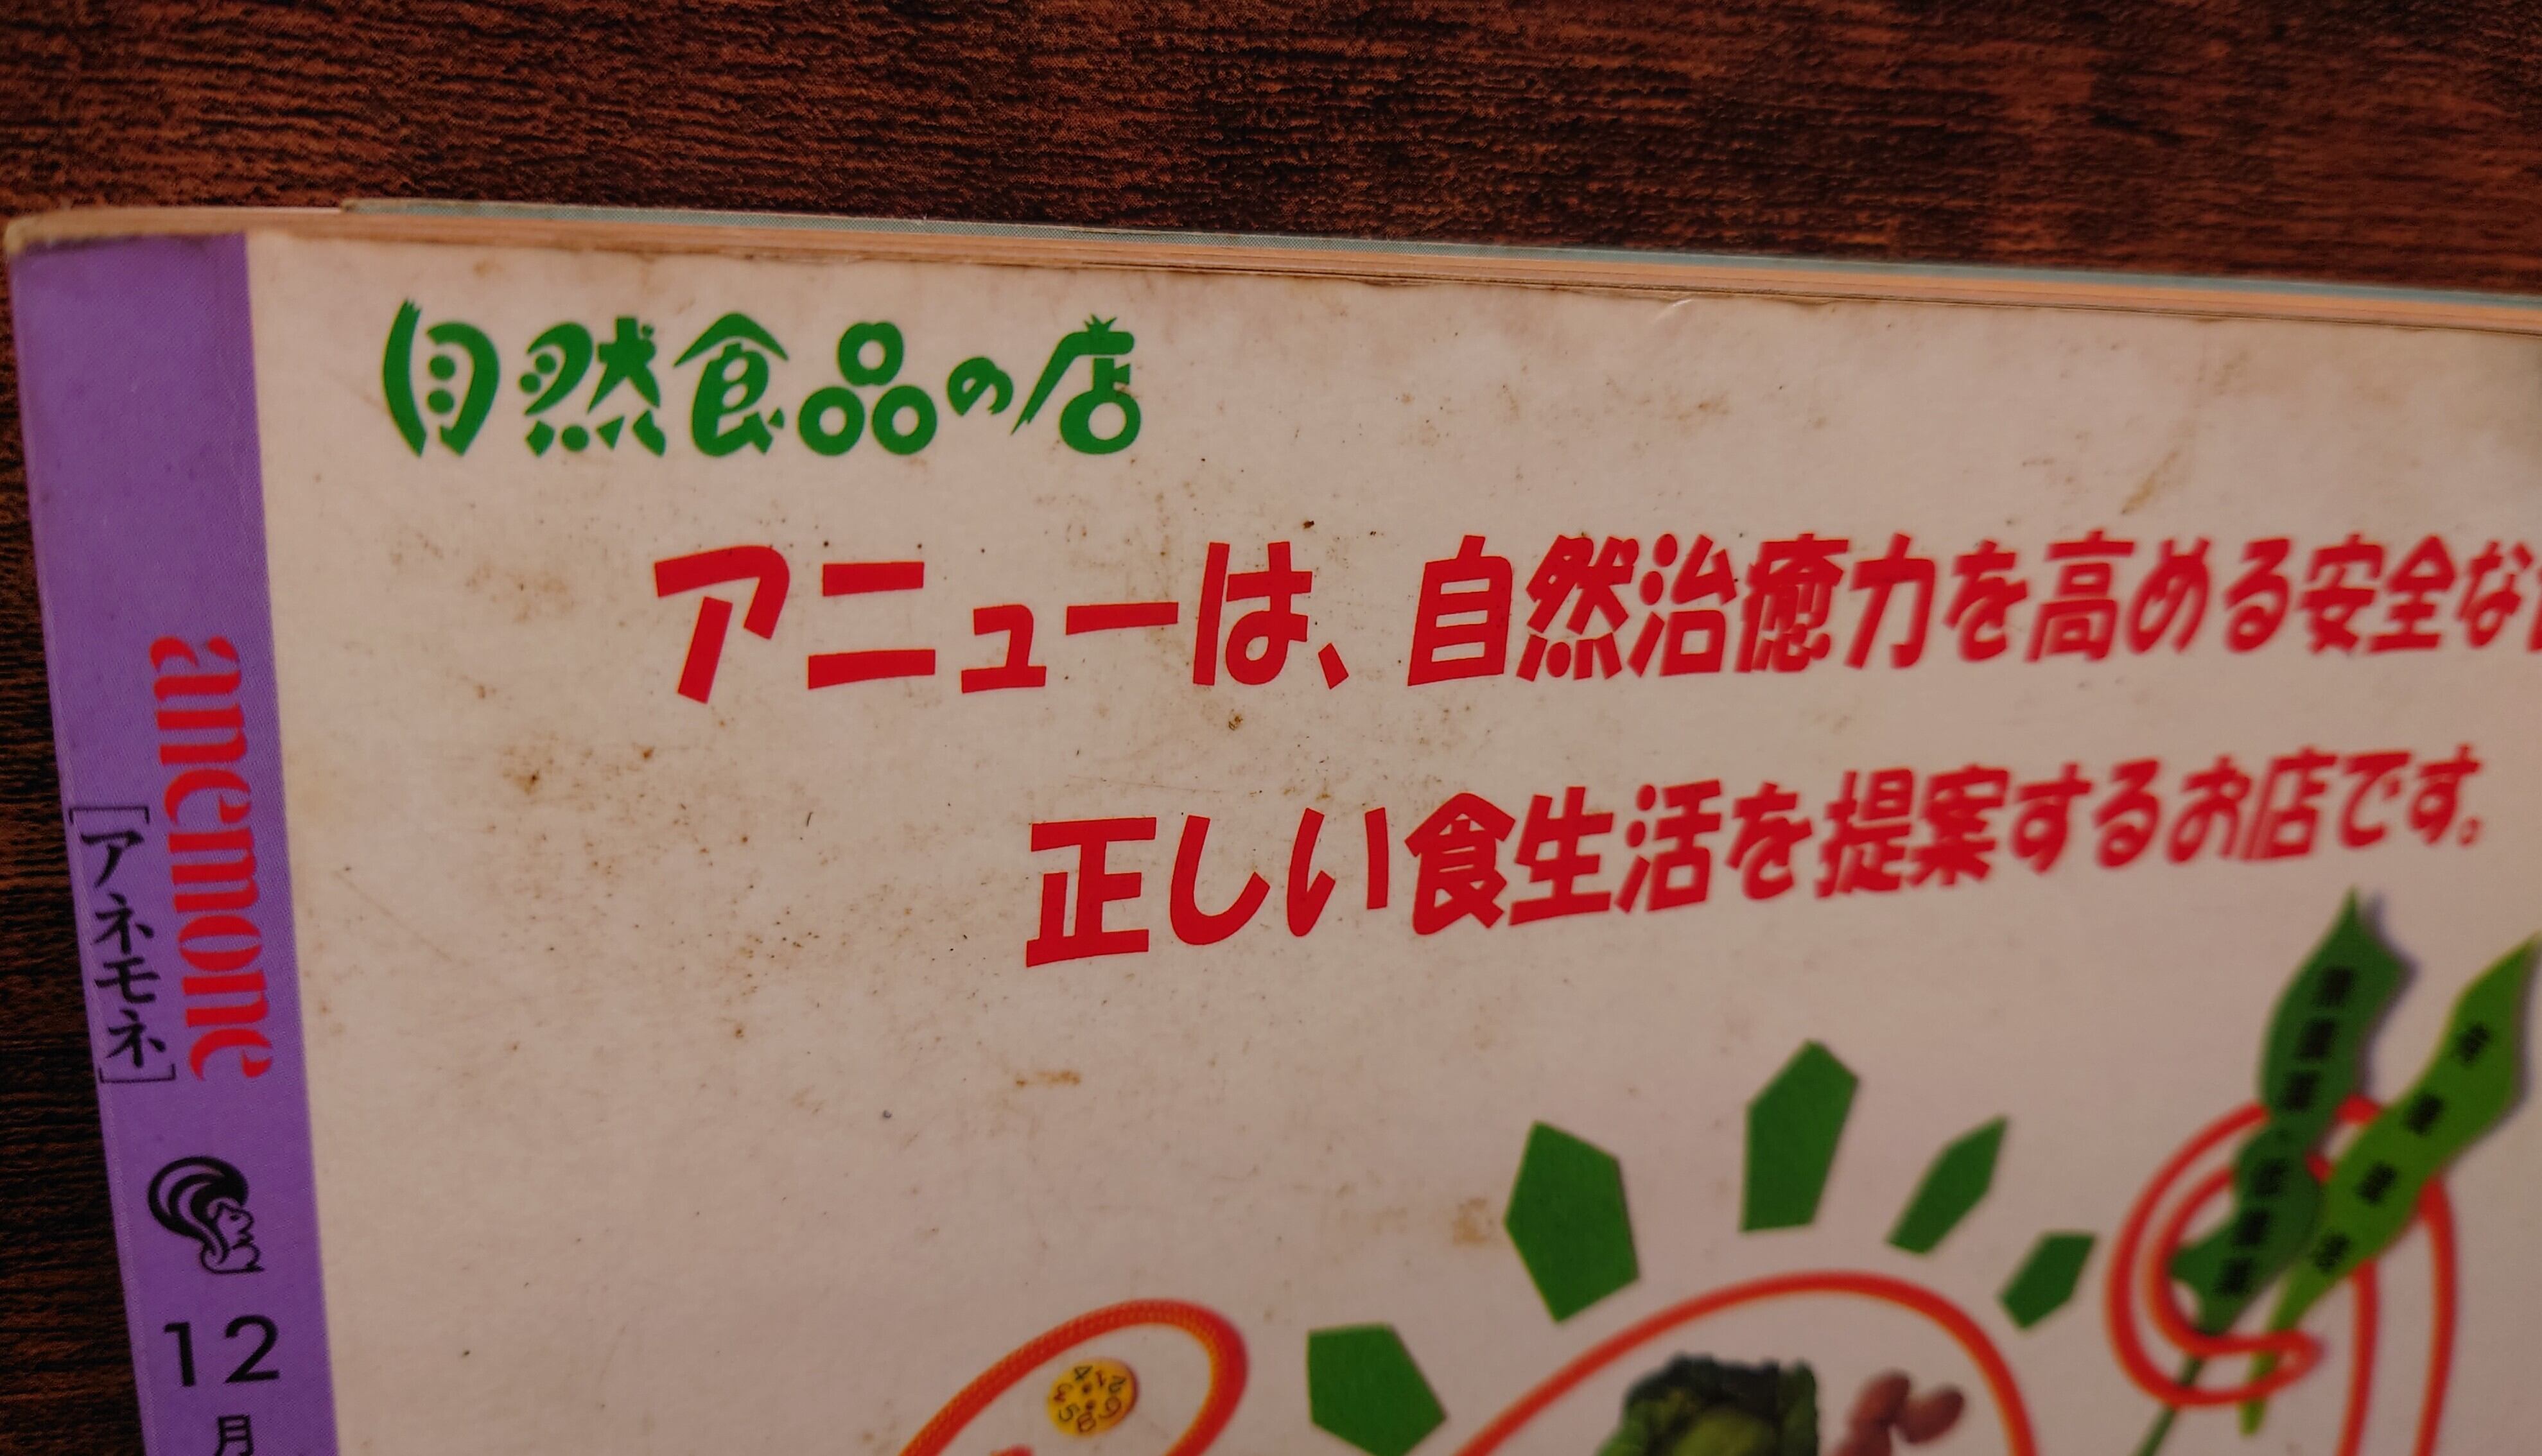 自然食品の店
アニューは、自然治癒力を高める安全な
正しい食生活を提案するお店です。
anemone
[アネモネ]
12
月